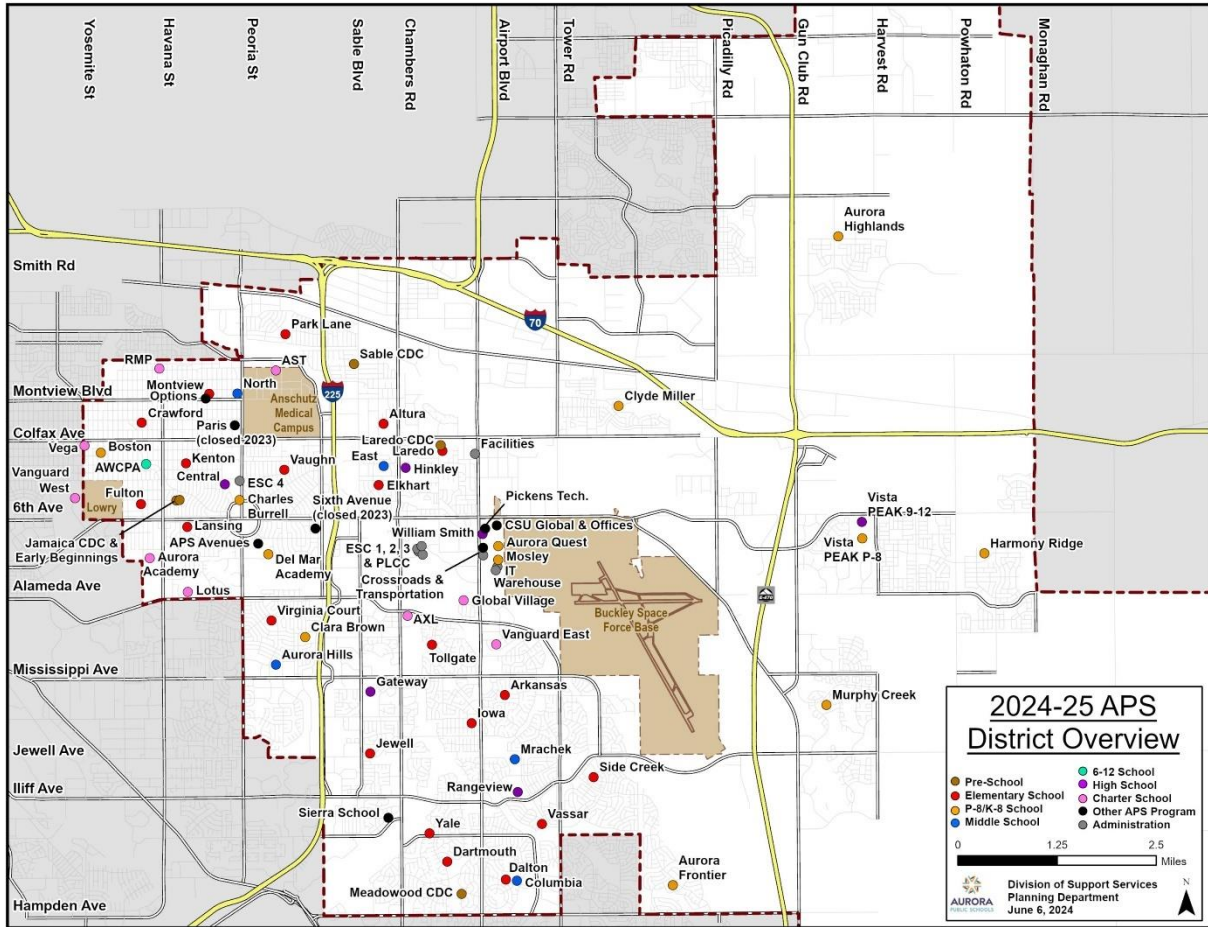 Yosemite St
Havana St
Peoria St
Sable Blvd
Chambers Rd
Airport Blvd
Tower Rd
Picadilly Rd
Gun Club Rd
Harvest Rd
Powhaton Rd
Monaghan Rd
Aurora
Highlands
Smith Rd
70
Park Lane
RMP
AST
Sable CDC
Montview Blvd
Montview
Options
North
225
Anschutz
Medical
Campus
Clyde Miller
Crawford
Paris
(closed 2023)
Altura
Colfax Ave
Vega
Boston
Laredo CDC
Laredo
Facilities
AWCPA
Kenton
Vaughn
East
Hinkley
Vanguard
West
Central
ESC 4
Elkhart
Pickens Tech.
6th Ave
Lowry
Fulton
Charles
Burrell
Sixth Avenue
(closed 2023)
Vista
PEAK 9-12
Jamaica CDC &
Early Beginnings
Lansing
APS Avenues
William Smith
CSU Global & Offices
Aurora Quest
Mosley
IT
Warehouse
ESC 1, 2, 3
& PLCC
Crossroads &
Transportation
Vista
PEAK P-8
Harmony Ridge
Aurora
Academy
Del Mar
Academy
Alameda Ave
Lotus
Global Village
Buckley Space
Force Base
E-470
Virginia Court
Clara Brown
AXL
Vanguard East
Aurora Hills
Tollgate
Mississippi Ave
Gateway
Arkansas
Murphy Creek
Iowa
Jewell Ave
Jewell
Mrachek
Side Creek
Iliff Ave
Rangeview
Sierra School
Yale
Vassar
Dartmouth
Dalton
Columbia
Aurora
Frontier
Meadowood CDC
Hampden Ave
2024-25 APS
District Overview
Pre-School
Elementary School
P-8/K-8 School
Middle School
6-12 School
High School
Charter School
Other APS Program
Administration
0 1.25 2.5
Miles
AURORA
PUBLIC SCHOOLS
Division of Support Services
Planning Department
June 6, 2024
N